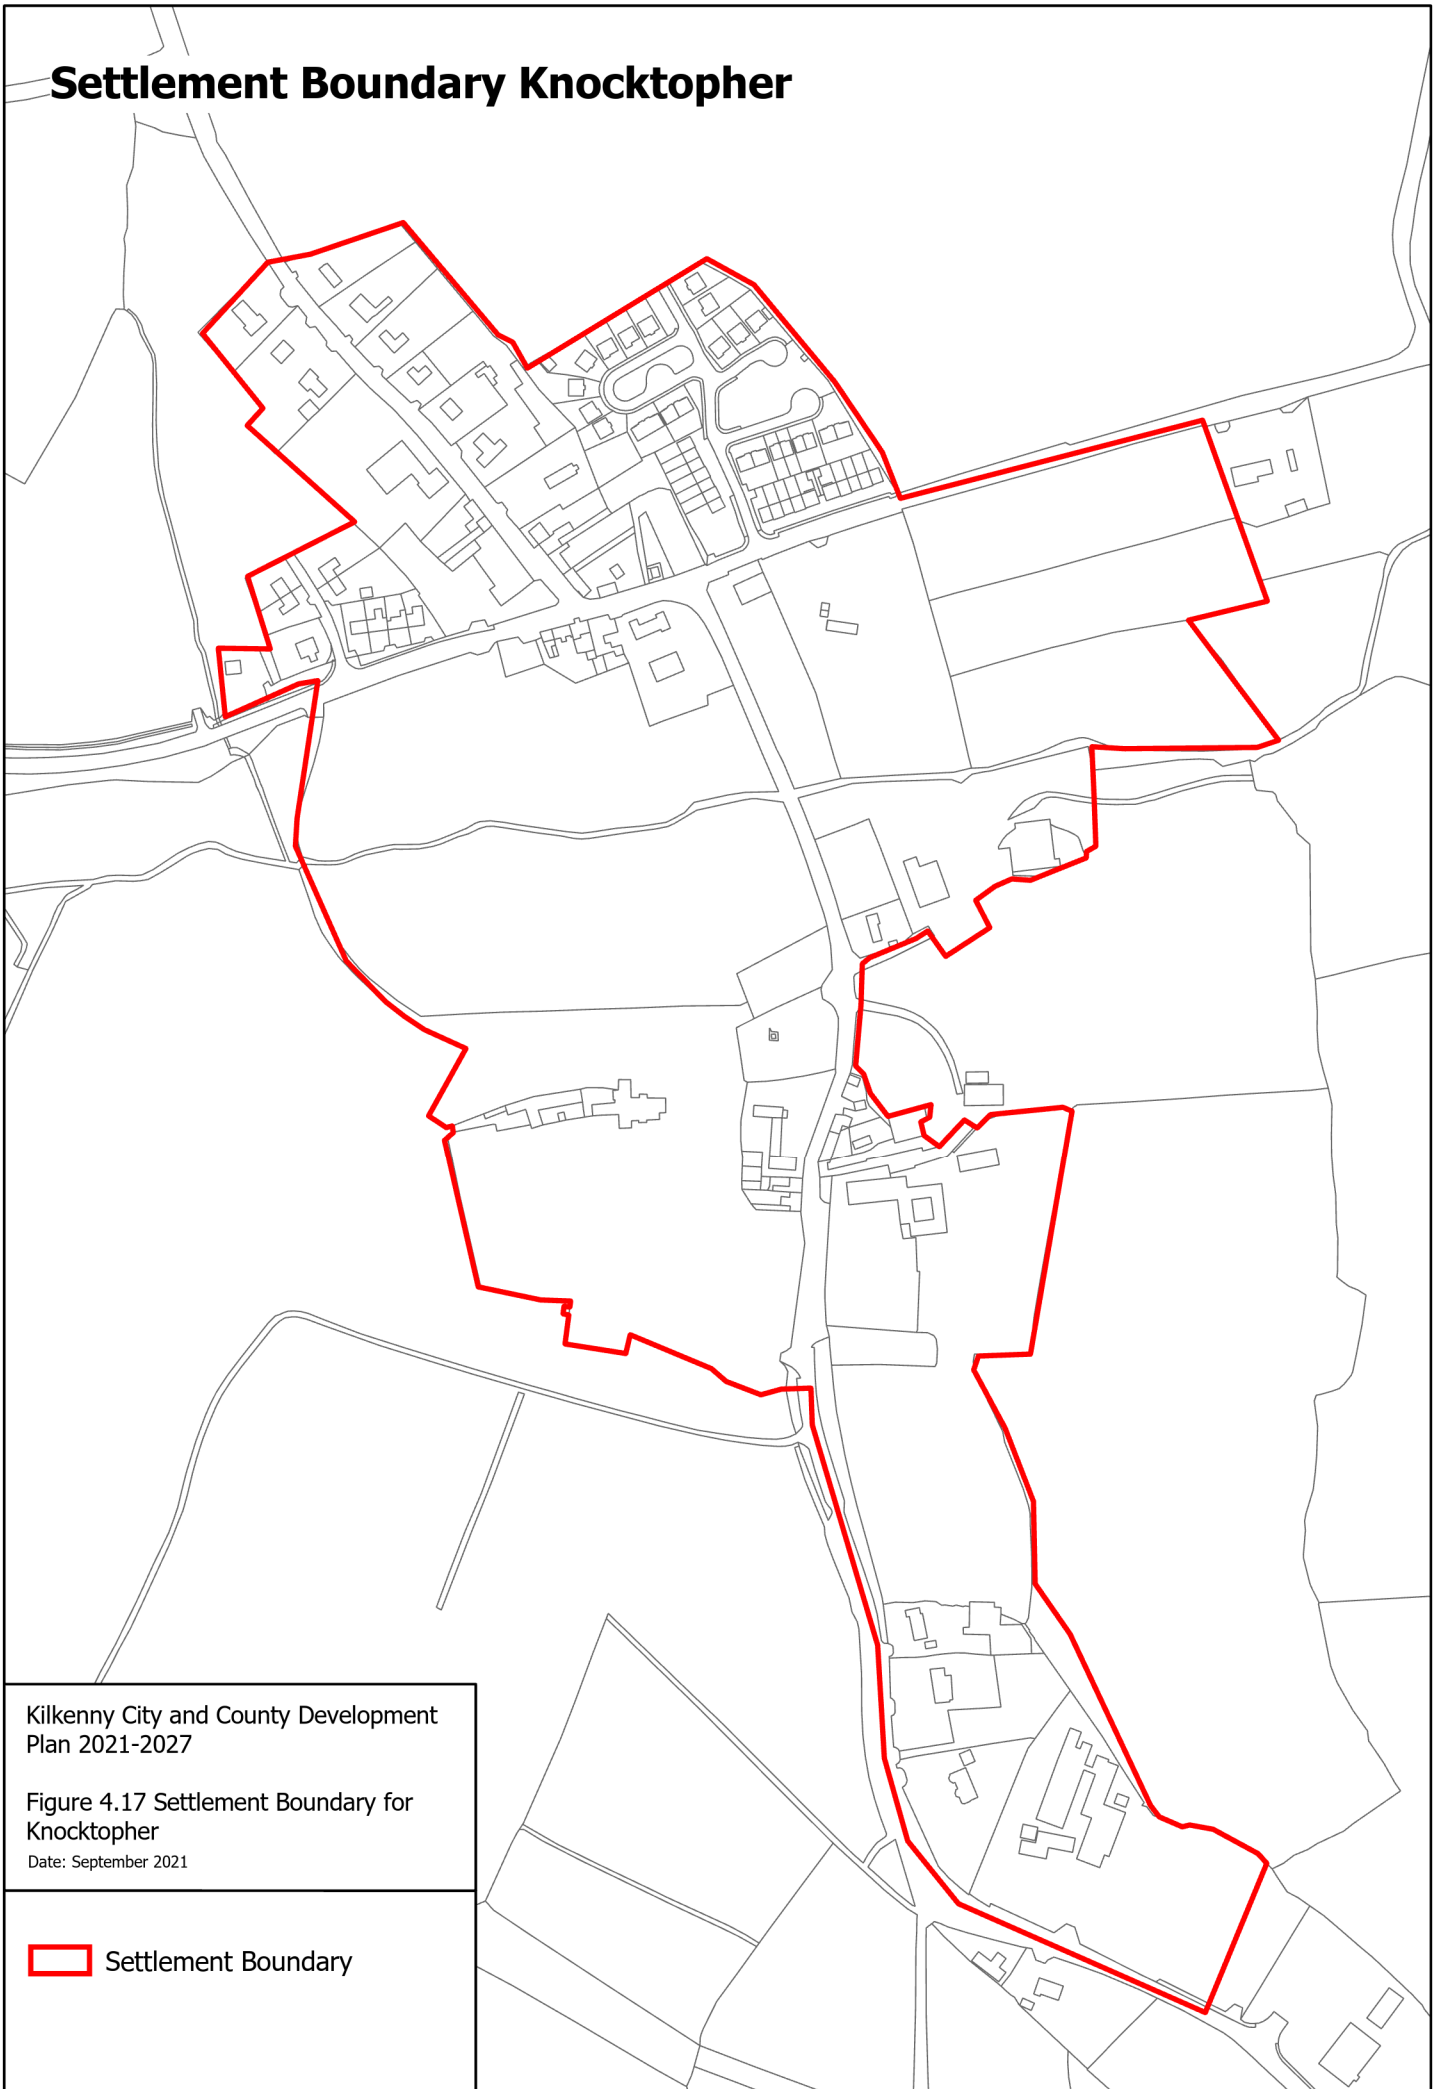 Settlement Boundary Knocktopher
Kilkenny City and County Development
Plan 2021-2027
Figure 4.17 Settlement Boundary for
Knocktopher
Date: September 2021
Settlement Boundary